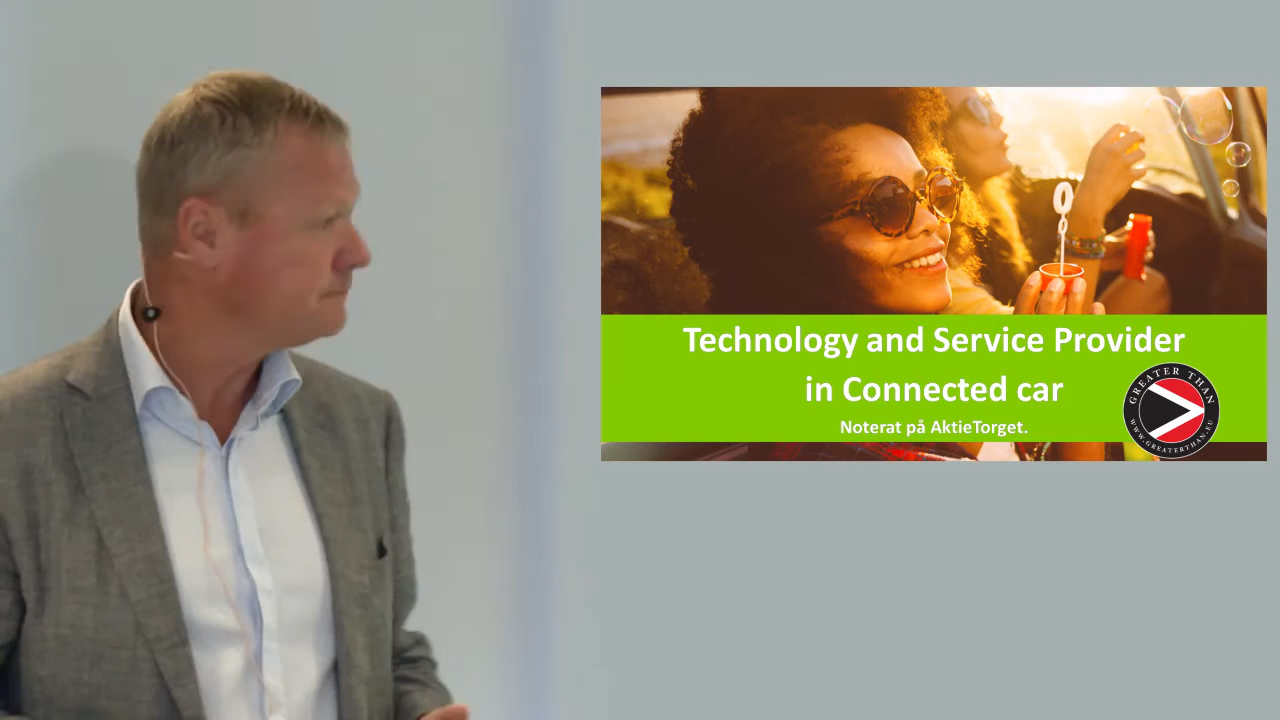 Technology and Service Provider
in Connected car
Noterat på AktieTorget.
GREATER THAN
WWW.GREATERTHAN.EU